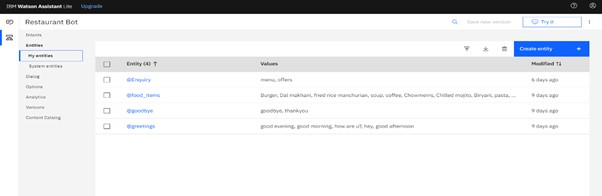 IBM Watson Assistant Lite Upgrade
Restaurant Bot Save new version Try it
Intents
Entities
My entities
System entities
Dialog
Options
Analytics
Versions
Content Catalog
Create entity +
Entity (4) ↑ Values Modified ↑↓
@Enquiry menu, offers 6 days ago
@food_items Burger, Dal makhani, fried rice manchurian, soup, coffee, Chowmeins, Chilled mojito, Biryani, pasta, ... 9 days ago
@goodbye goodbye, thankyou 9 days ago
@greetings good evening, good morning, how are u?, hey, good afternoon 9 days ago